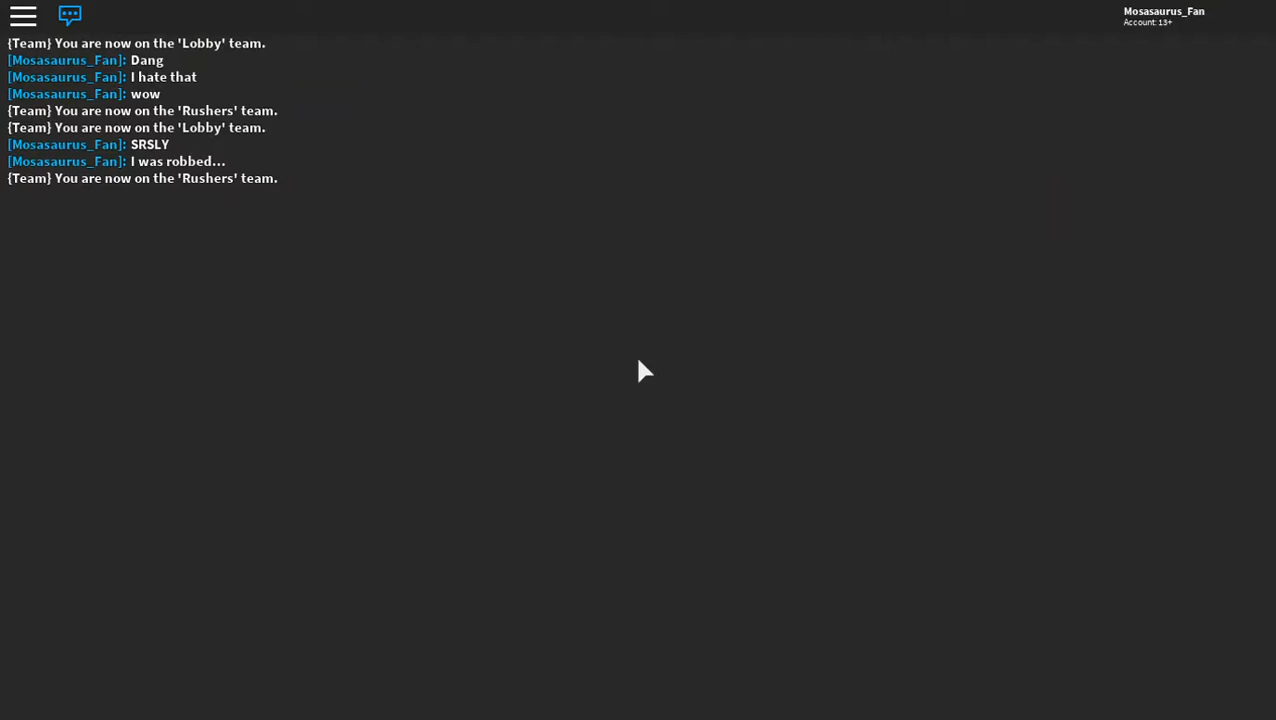 Mosasaurus_Fan
Account: 13+
{Team} You are now on the 'Lobby' team.
[Mosasaurus_Fan]: Dang
[Mosasaurus_Fan]: I hate that
[Mosasaurus_Fan]: wow
{Team} You are now on the 'Rushers' team.
{Team} You are now on the 'Lobby' team.
[Mosasaurus_Fan]: SRSLY
[Mosasaurus_Fan]: I was robbed...
{Team} You are now on the 'Rushers' team.